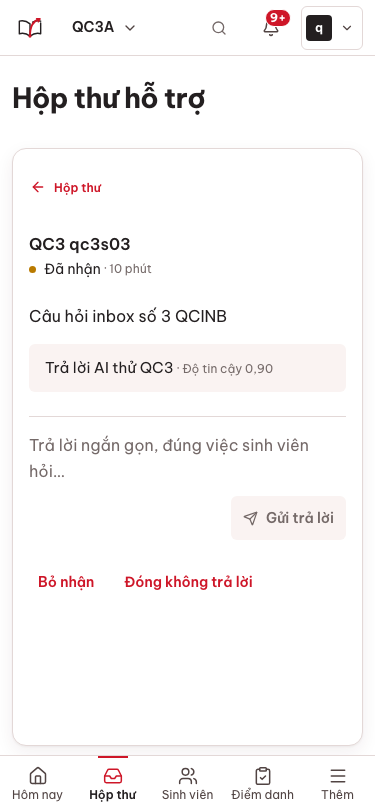 QC3A
9+
q
Hộp thư hỗ trợ
Hộp thư
QC3 qc3s03
Đã nhận · 10 phút
Câu hỏi inbox số 3 QCINB
Trả lời AI thử QC3 · Độ tin cậy 0,90
Trả lời ngắn gọn, đúng việc sinh viên
hỏi...
Gửi trả lời
Bỏ nhận Đóng không trả lời
Hôm nay Hộp thư Sinh viên Điểm danh Thêm